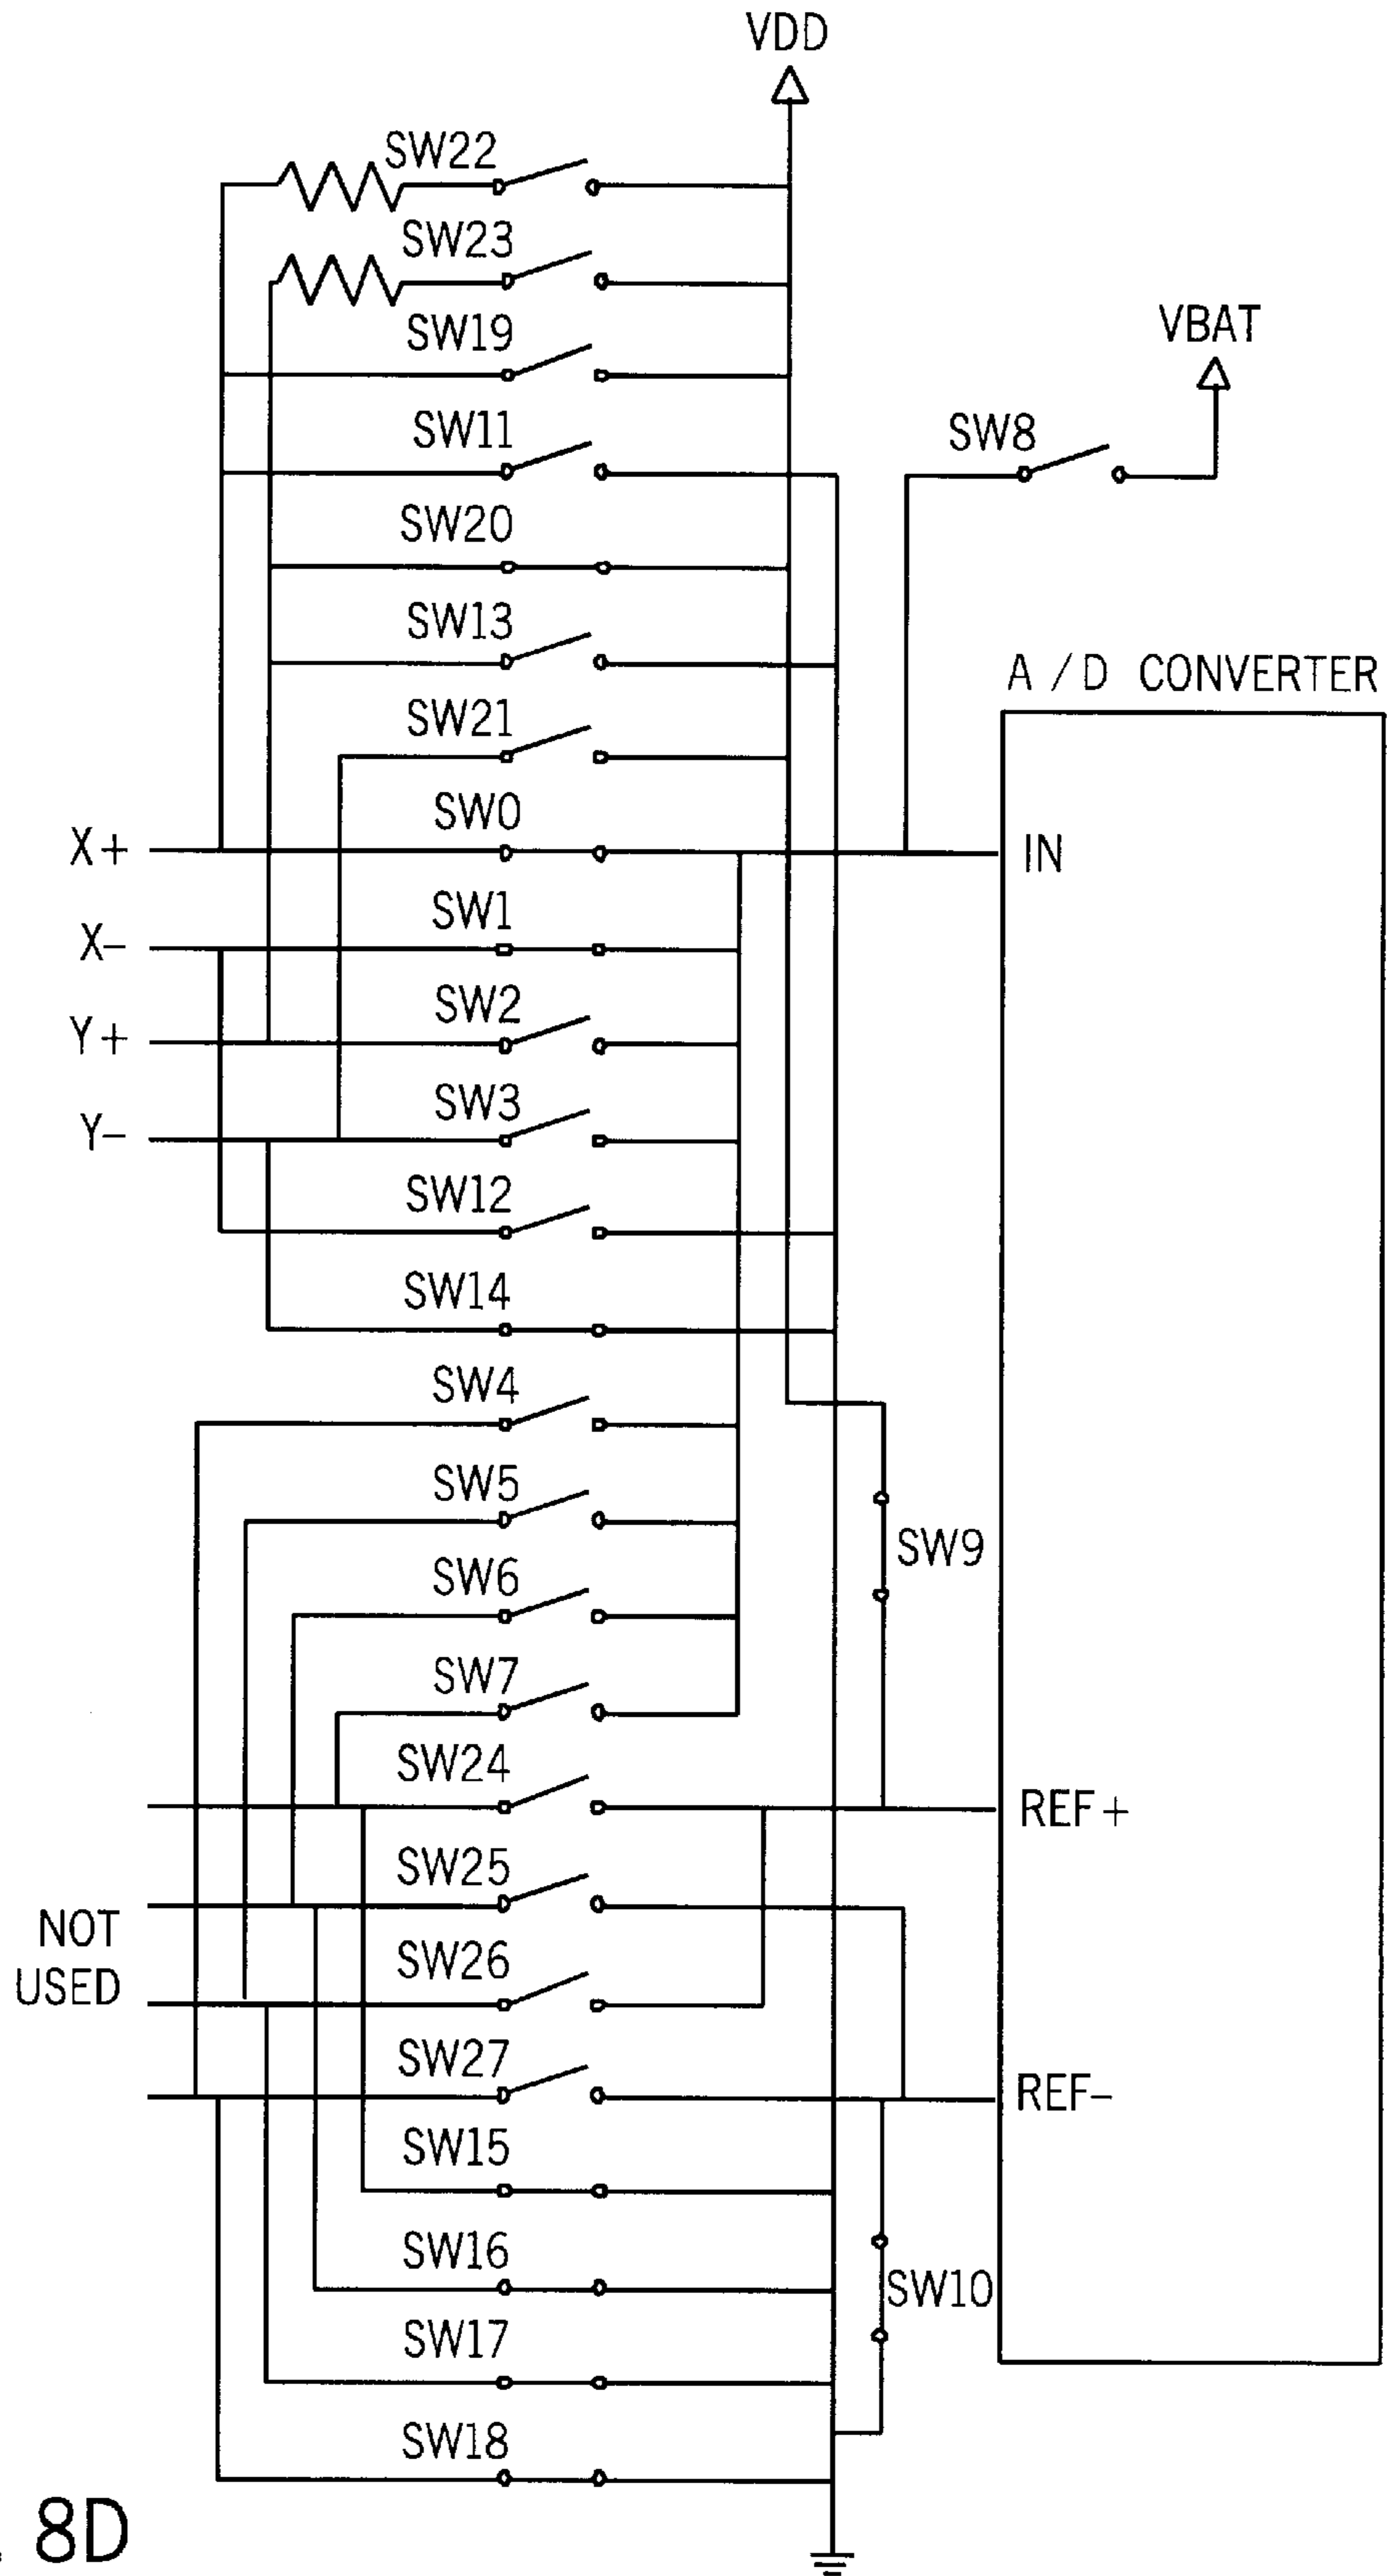 VDD
SW22
SW23
SW19
VBAT
SW11
SW8
SW20
SW13
A / D CONVERTER
SW21
SW0
X+
IN
SW1
X-
SW2
Y+
SW3
Y-
SW12
SW14
SW4
SW5
SW9
SW6
SW7
SW24
REF+
SW25
NOT
USED
SW26
SW27
REF-
SW15
SW16
SW10
SW17
SW18
8D